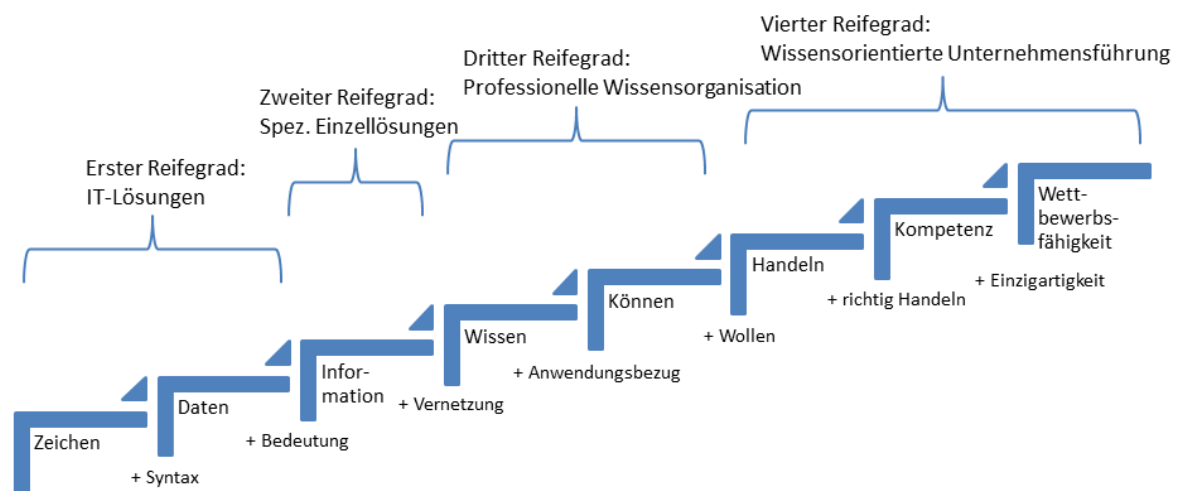 Vierter Reifegrad:
Wissensorientierte Unternehmensführung
Dritter Reifegrad:
Professionelle Wissensorganisation
Zweiter Reifegrad:
Spez. Einzellösungen
Erster Reifegrad:
IT-Lösungen
Zeichen
+ Syntax
Daten
+ Bedeutung
Infor-
mation
+ Vernetzung
Wissen
+ Anwendungsbezug
Können
+ Wollen
Handeln
+ richtig Handeln
Kompetenz
+ Einzigartigkeit
Wett-
bewerbs-
fähigkeit